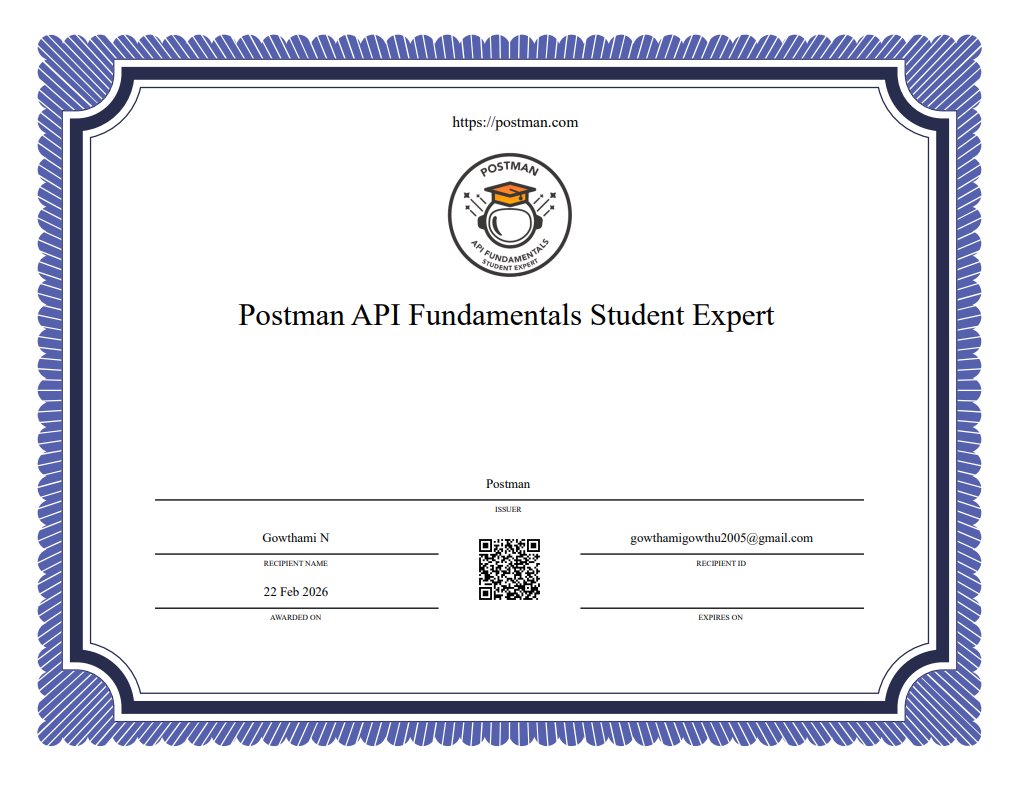 https://postman.com
POSTMAN
API FUNDAMENTALS
STUDENT EXPERT
Postman API Fundamentals Student Expert
Postman
ISSUER
Gowthami N
RECIPIENT NAME
gowthamigowthu2005@gmail.com
RECIPIENT ID
22 Feb 2026
AWARDED ON
EXPIRES ON